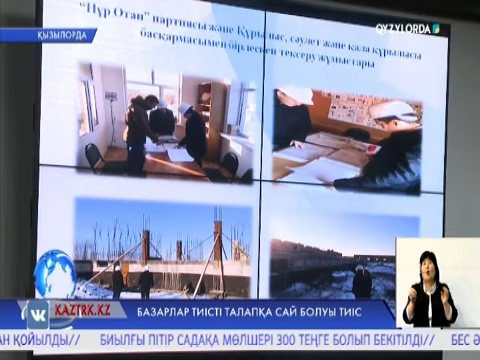 ҚЫЗЫЛОРДА
QYZYLORDA
“Нұр Отан” партиясы және Құрылыс, сәулет және қала құрылысы
басқармасымен бірлескен тексеру жұмыстары
KAZTRK.KZ
БАЗАРЛАР ТИІСТІ ТАЛАПҚА САЙ БОЛУЫ ТИІС
АН ҚОЙЫЛДЫ// БИЫЛҒЫ ПІТІР САДАҚА МӨЛШЕРІ 300 ТЕҢГЕ БОЛЫП БЕКІТІЛДІ// БЕС Ә